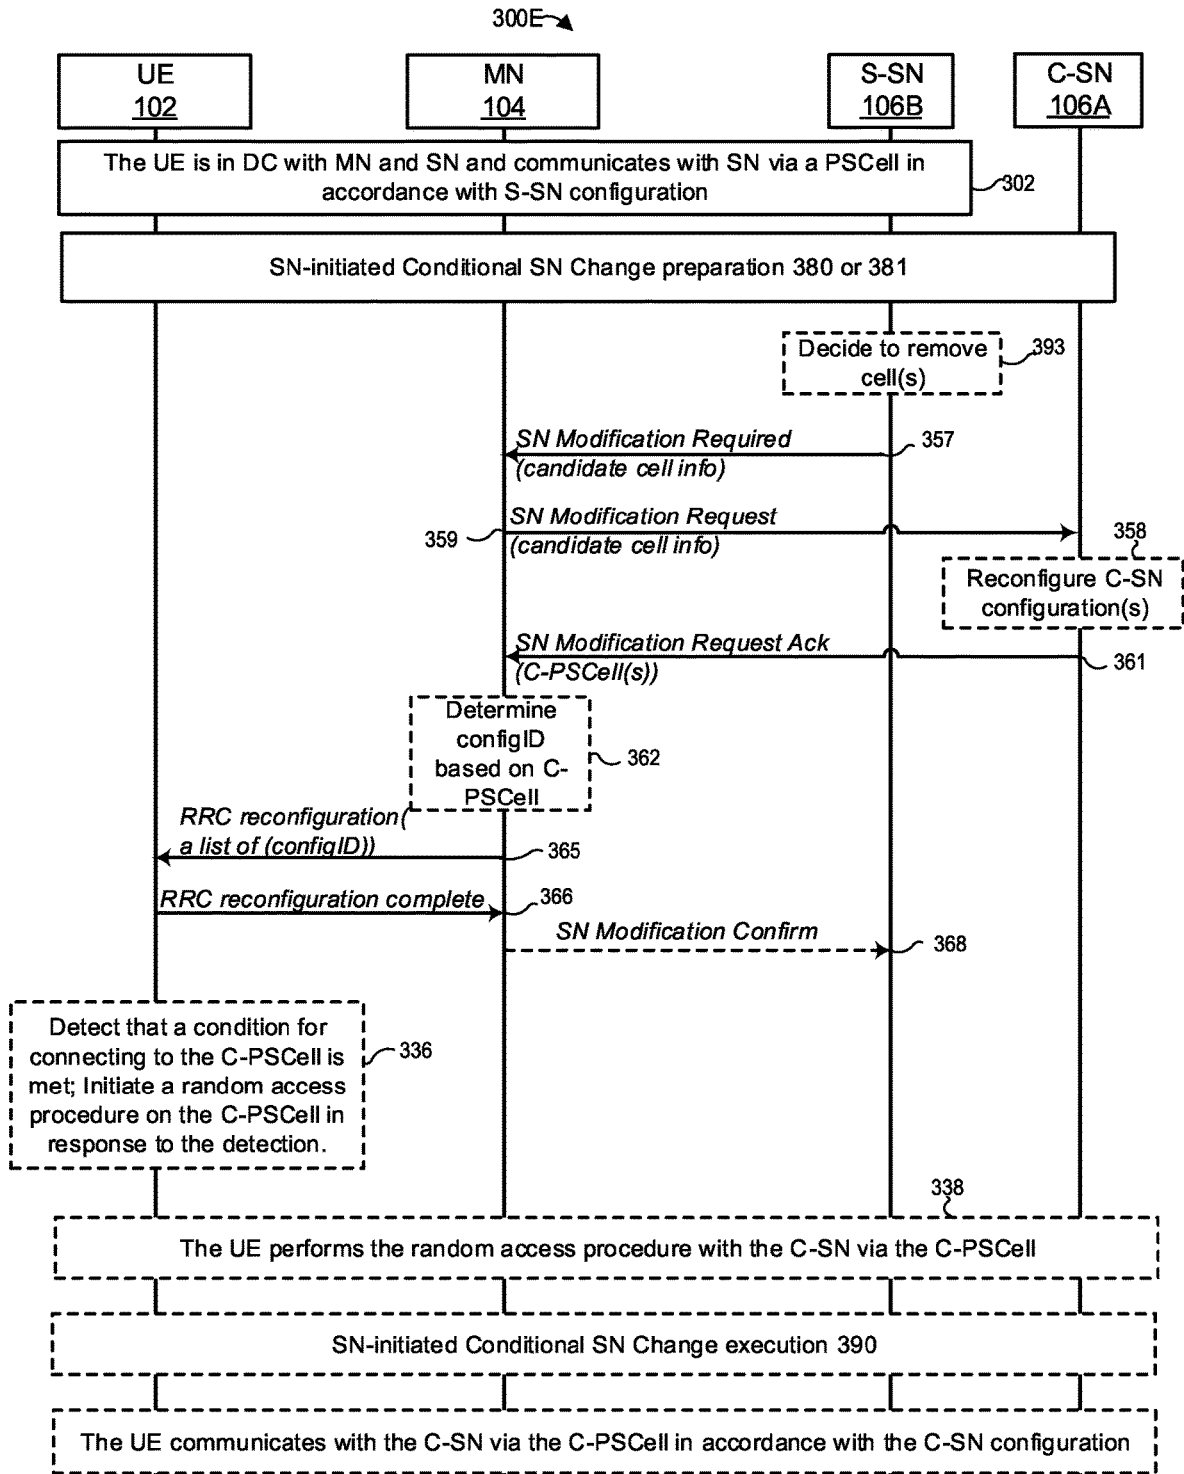 300E
UE
102
MN
104
S-SN
106B
C-SN
106A
The UE is in DC with MN and SN and communicates with SN via a PSCell in
accordance with S-SN configuration
302
SN-initiated Conditional SN Change preparation 380 or 381
Decide to remove
cell(s)
393
SN Modification Required
(candidate cell info)
357
SN Modification Request
(candidate cell info)
359
358
Reconfigure C-SN
configuration(s)
SN Modification Request Ack
(C-PSCell(s))
361
Determine
configID
based on C-
PSCell
362
RRC reconfiguration(
a list of (configID))
365
RRC reconfiguration complete
366
SN Modification Confirm
368
Detect that a condition for
connecting to the C-PSCell is
met; Initiate a random access
procedure on the C-PSCell in
response to the detection.
336
338
The UE performs the random access procedure with the C-SN via the C-PSCell
SN-initiated Conditional SN Change execution 390
The UE communicates with the C-SN via the C-PSCell in accordance with the C-SN configuration